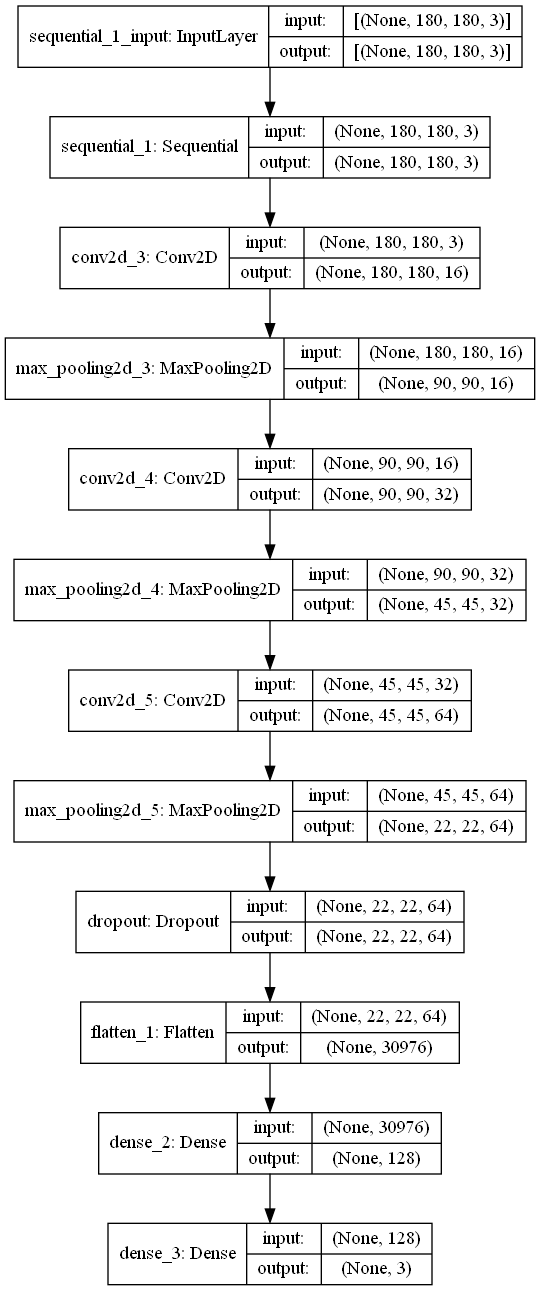 sequential_1_input: InputLayer
input: [(None, 180, 180, 3)]
output: [(None, 180, 180, 3)]
sequential_1: Sequential
input: (None, 180, 180, 3)
output: (None, 180, 180, 3)
conv2d_3: Conv2D
input: (None, 180, 180, 3)
output: (None, 180, 180, 16)
max_pooling2d_3: MaxPooling2D
input: (None, 180, 180, 16)
output: (None, 90, 90, 16)
conv2d_4: Conv2D
input: (None, 90, 90, 16)
output: (None, 90, 90, 32)
max_pooling2d_4: MaxPooling2D
input: (None, 90, 90, 32)
output: (None, 45, 45, 32)
conv2d_5: Conv2D
input: (None, 45, 45, 32)
output: (None, 45, 45, 64)
max_pooling2d_5: MaxPooling2D
input: (None, 45, 45, 64)
output: (None, 22, 22, 64)
dropout: Dropout
input: (None, 22, 22, 64)
output: (None, 22, 22, 64)
flatten_1: Flatten
input: (None, 22, 22, 64)
output: (None, 30976)
dense_2: Dense
input: (None, 30976)
output: (None, 128)
dense_3: Dense
input: (None, 128)
output: (None, 3)